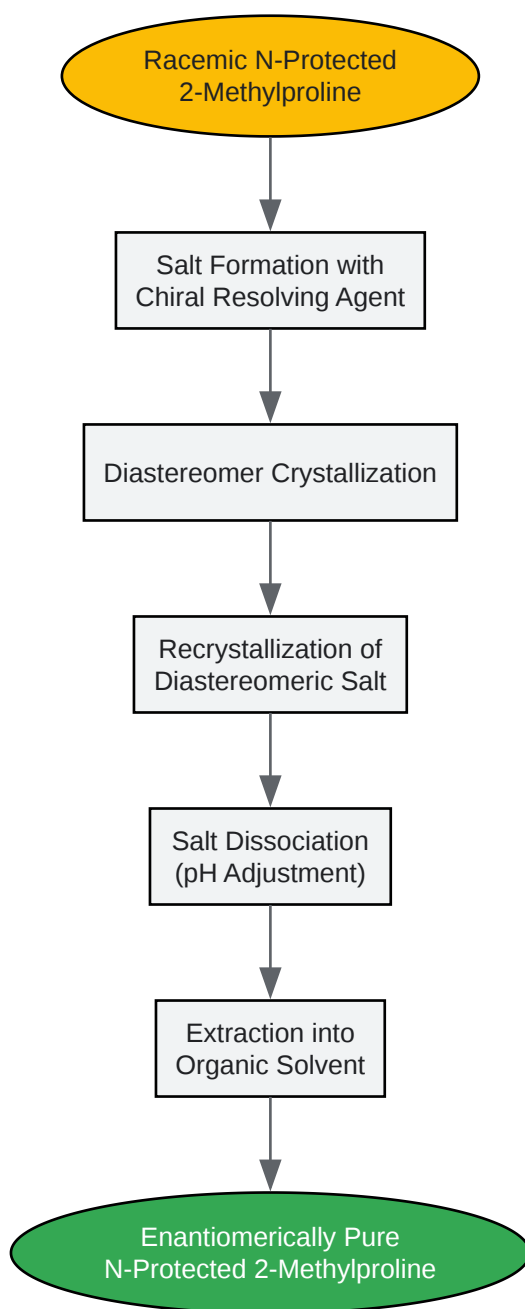 Racemic N-Protected
2-Methylproline
Salt Formation with
Chiral Resolving Agent
Diastereomer Crystallization
Recrystallization of
Diastereomeric Salt
Salt Dissociation
(pH Adjustment)
Extraction into
Organic Solvent
Enantiomerically Pure
N-Protected 2-Methylproline